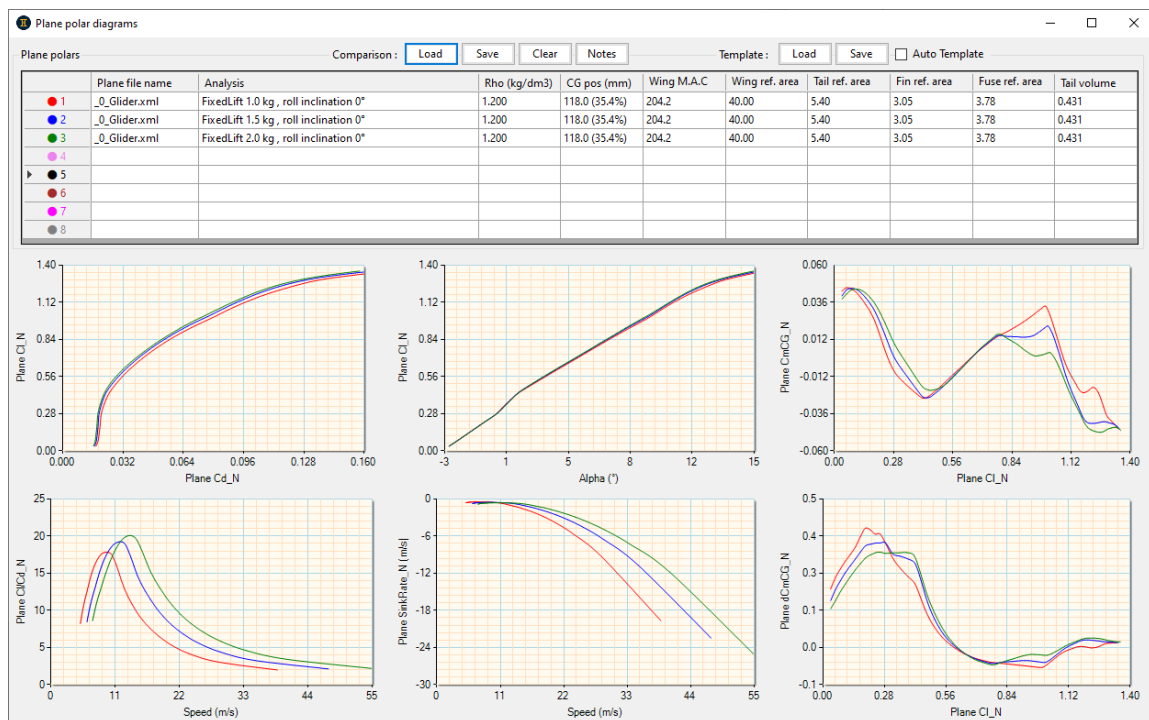 Plane polar diagrams
Plane polars Comparison : Load Save Clear Notes Template : Load Save Auto Template
Plane file name Analysis Rho (kg/dm3) CG pos (mm) Wing M.A.C Wing ref. area Tail ref. area Fin ref. area Fuse ref. area Tail volume
1 _0_Glider.xml FixedLift 1.0 kg , roll inclination 0° 1.200 118.0 (35.4%) 204.2 40.00 5.40 3.05 3.78 0.431
2 _0_Glider.xml FixedLift 1.5 kg , roll inclination 0° 1.200 118.0 (35.4%) 204.2 40.00 5.40 3.05 3.78 0.431
3 _0_Glider.xml FixedLift 2.0 kg , roll inclination 0° 1.200 118.0 (35.4%) 204.2 40.00 5.40 3.05 3.78 0.431
4
5
6
7
8
Plane Cl_N
1.40
1.12
0.84
0.56
0.28
0.00
0.000 0.032 0.064 0.096 0.128 0.160
Plane Cd_N
Plane Cl_N
1.40
1.12
0.84
0.56
0.28
0.00
-3 1 5 8 12 15
Alpha (°)
Plane CmCG_N
0.060
0.036
0.012
-0.012
-0.036
-0.060
0.00 0.28 0.56 0.84 1.12 1.40
Plane Cl_N
Plane Cl/Cd_N
25
20
15
10
5
0
0 11 22 33 44 55
Speed (m/s)
Plane SinkRate_N ( m/s)
0
-6
-12
-18
-24
-30
0 11 22 33 44 55
Speed (m/s)
Plane dCmCG_N
0.5
0.4
0.3
0.1
0.0
-0.1
0.00 0.28 0.56 0.84 1.12 1.40
Plane Cl_N